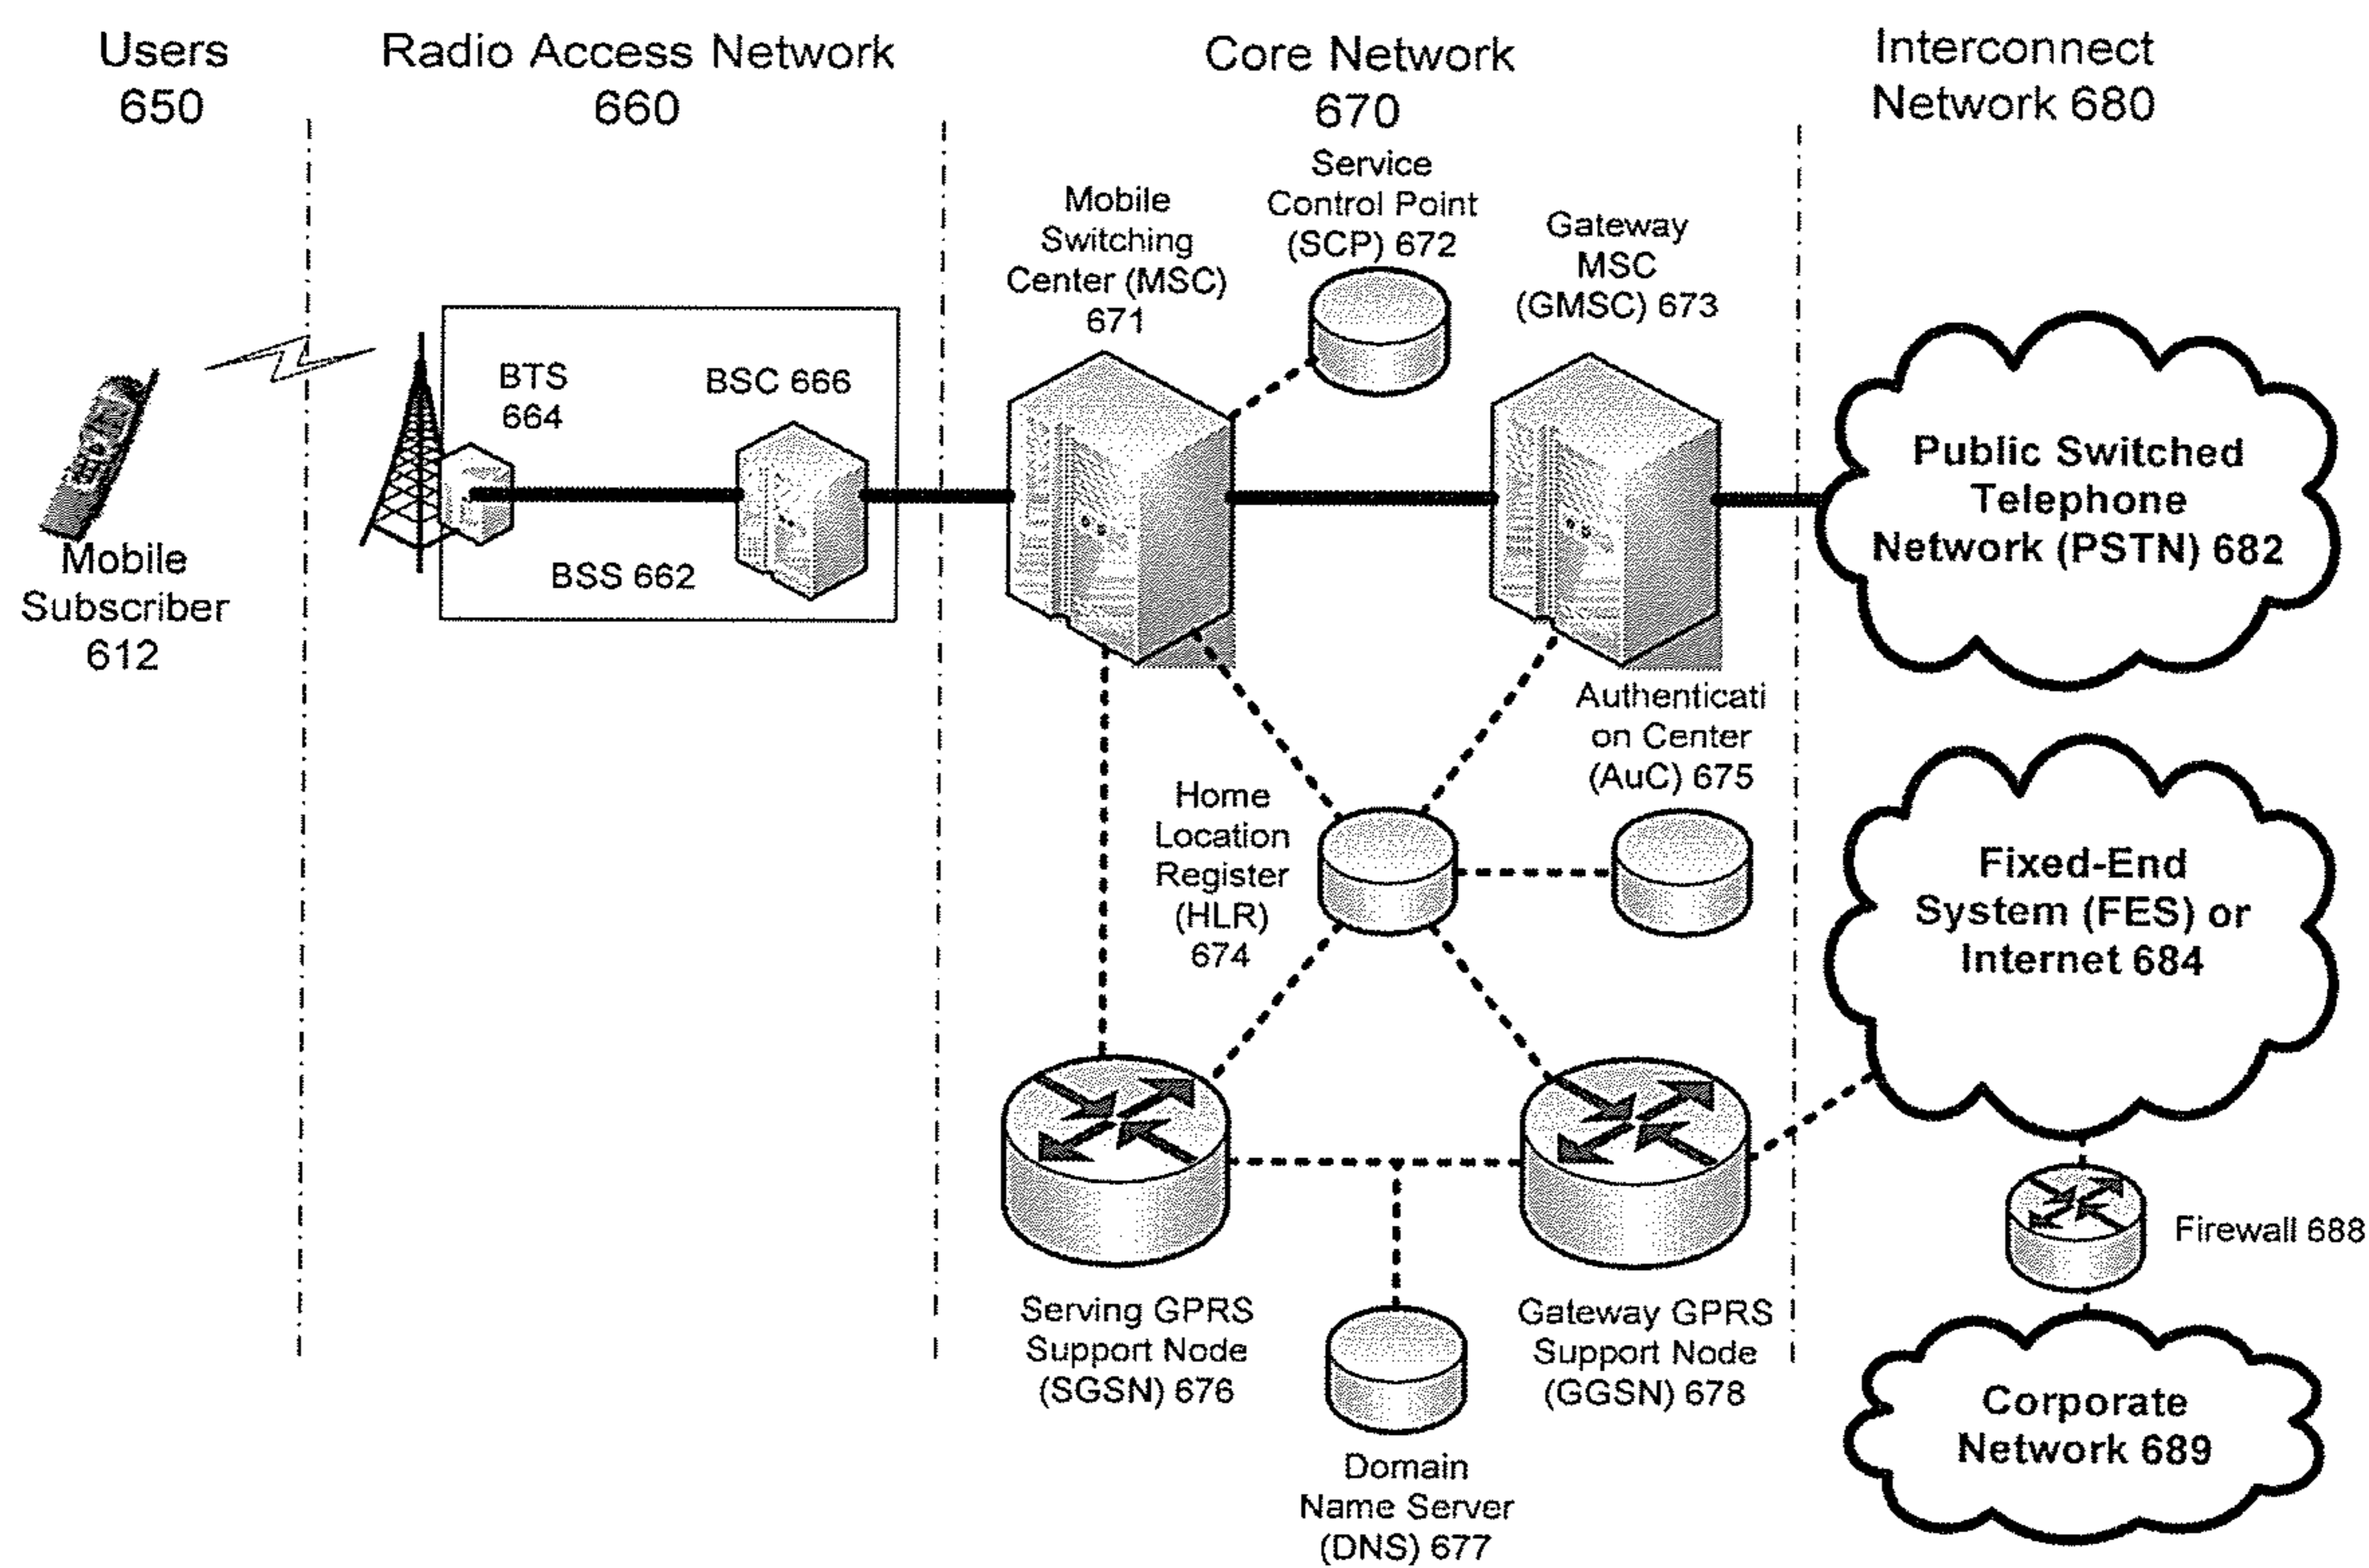 Users
650
Radio Access Network
660
Core Network
670
Interconnect
Network 680
Service
Control Point
(SCP) 672
Mobile
Switching
Center (MSC)
671
Gateway
MSC
(GMSC) 673
BTS
664
BSC 666
BSS 662
Mobile
Subscriber
612
Public Switched
Telephone
Network (PSTN) 682
Authenticati
on Center
(AuC) 675
Home
Location
Register
(HLR)
674
Fixed-End
System (FES) or
Internet 684
Firewall 688
Serving GPRS
Support Node
(SGSN) 676
Gateway GPRS
Support Node
(GGSN) 678
Corporate
Network 689
Domain
Name Server
(DNS) 677